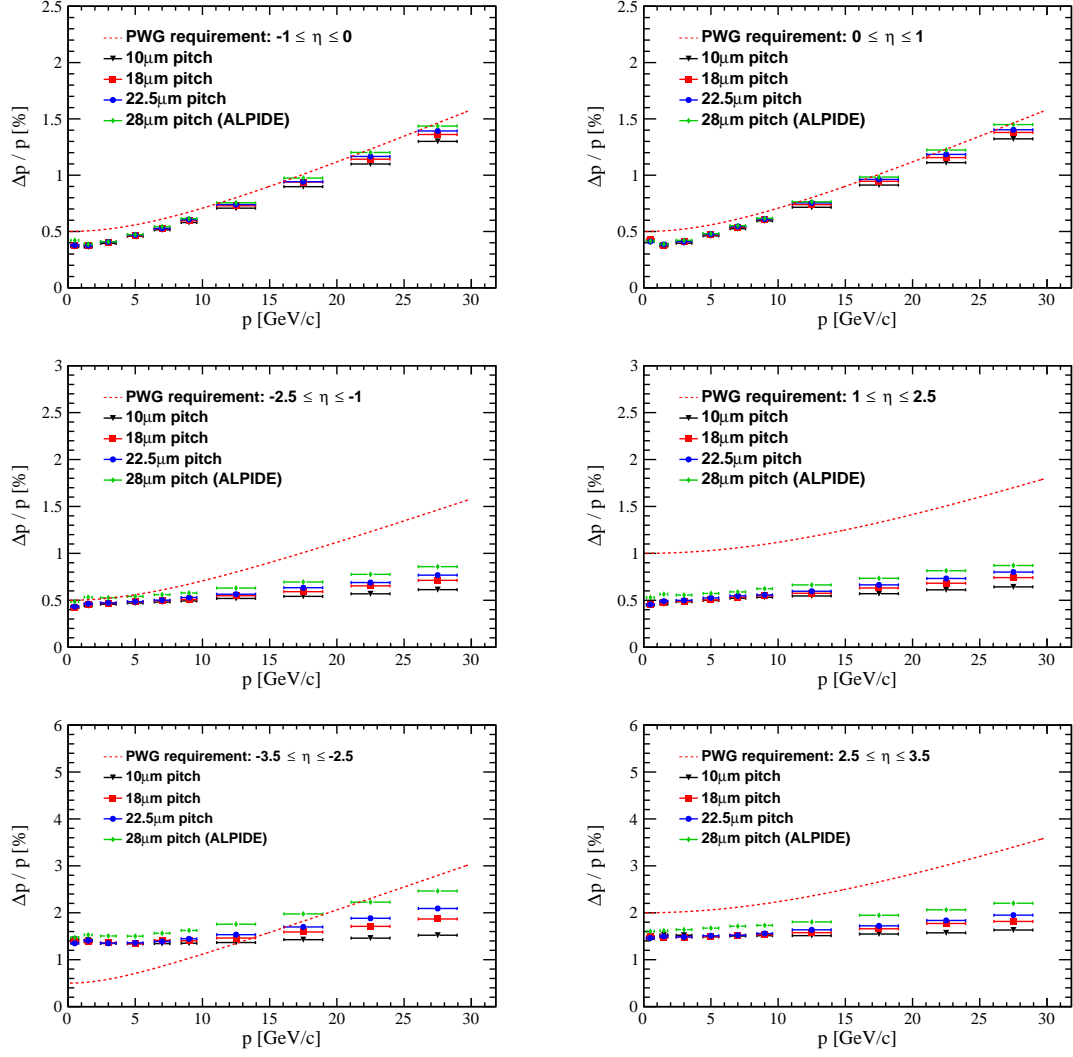 Δp / p [%]
2.5
2
1.5
1
0.5
0
PWG requirement: -1 ≤ η ≤ 0
10μm pitch
18μm pitch
22.5μm pitch
28μm pitch (ALPIDE)
0 5 10 15 20 25 30
p [GeV/c]
Δp / p [%]
2.5
2
1.5
1
0.5
0
PWG requirement: 0 ≤ η ≤ 1
10μm pitch
18μm pitch
22.5μm pitch
28μm pitch (ALPIDE)
0 5 10 15 20 25 30
p [GeV/c]
Δp / p [%]
3
2.5
2
1.5
1
0.5
0
PWG requirement: -2.5 ≤ η ≤ -1
10μm pitch
18μm pitch
22.5μm pitch
28μm pitch (ALPIDE)
0 5 10 15 20 25 30
p [GeV/c]
Δp / p [%]
3
2.5
2
1.5
1
0.5
0
PWG requirement: 1 ≤ η ≤ 2.5
10μm pitch
18μm pitch
22.5μm pitch
28μm pitch (ALPIDE)
0 5 10 15 20 25 30
p [GeV/c]
Δp / p [%]
6
5
4
3
2
1
0
PWG requirement: -3.5 ≤ η ≤ -2.5
10μm pitch
18μm pitch
22.5μm pitch
28μm pitch (ALPIDE)
0 5 10 15 20 25 30
p [GeV/c]
Δp / p [%]
6
5
4
3
2
1
0
PWG requirement: 2.5 ≤ η ≤ 3.5
10μm pitch
18μm pitch
22.5μm pitch
28μm pitch (ALPIDE)
0 5 10 15 20 25 30
p [GeV/c]